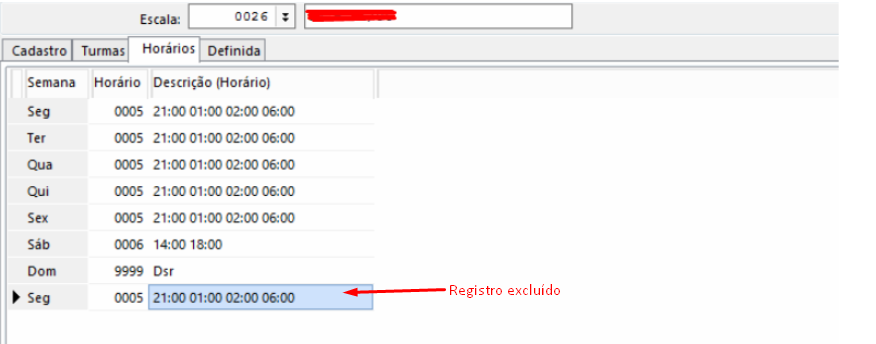 Escala: 0026
Cadastro Turmas Horários Definida
Semana Horário Descrição (Horário)
Seg 0005 21:00 01:00 02:00 06:00
Ter 0005 21:00 01:00 02:00 06:00
Qua 0005 21:00 01:00 02:00 06:00
Qui 0005 21:00 01:00 02:00 06:00
Sex 0005 21:00 01:00 02:00 06:00
Sáb 0006 14:00 18:00
Dom 9999 Dsr
Seg 0005 21:00 01:00 02:00 06:00 Registro excluído